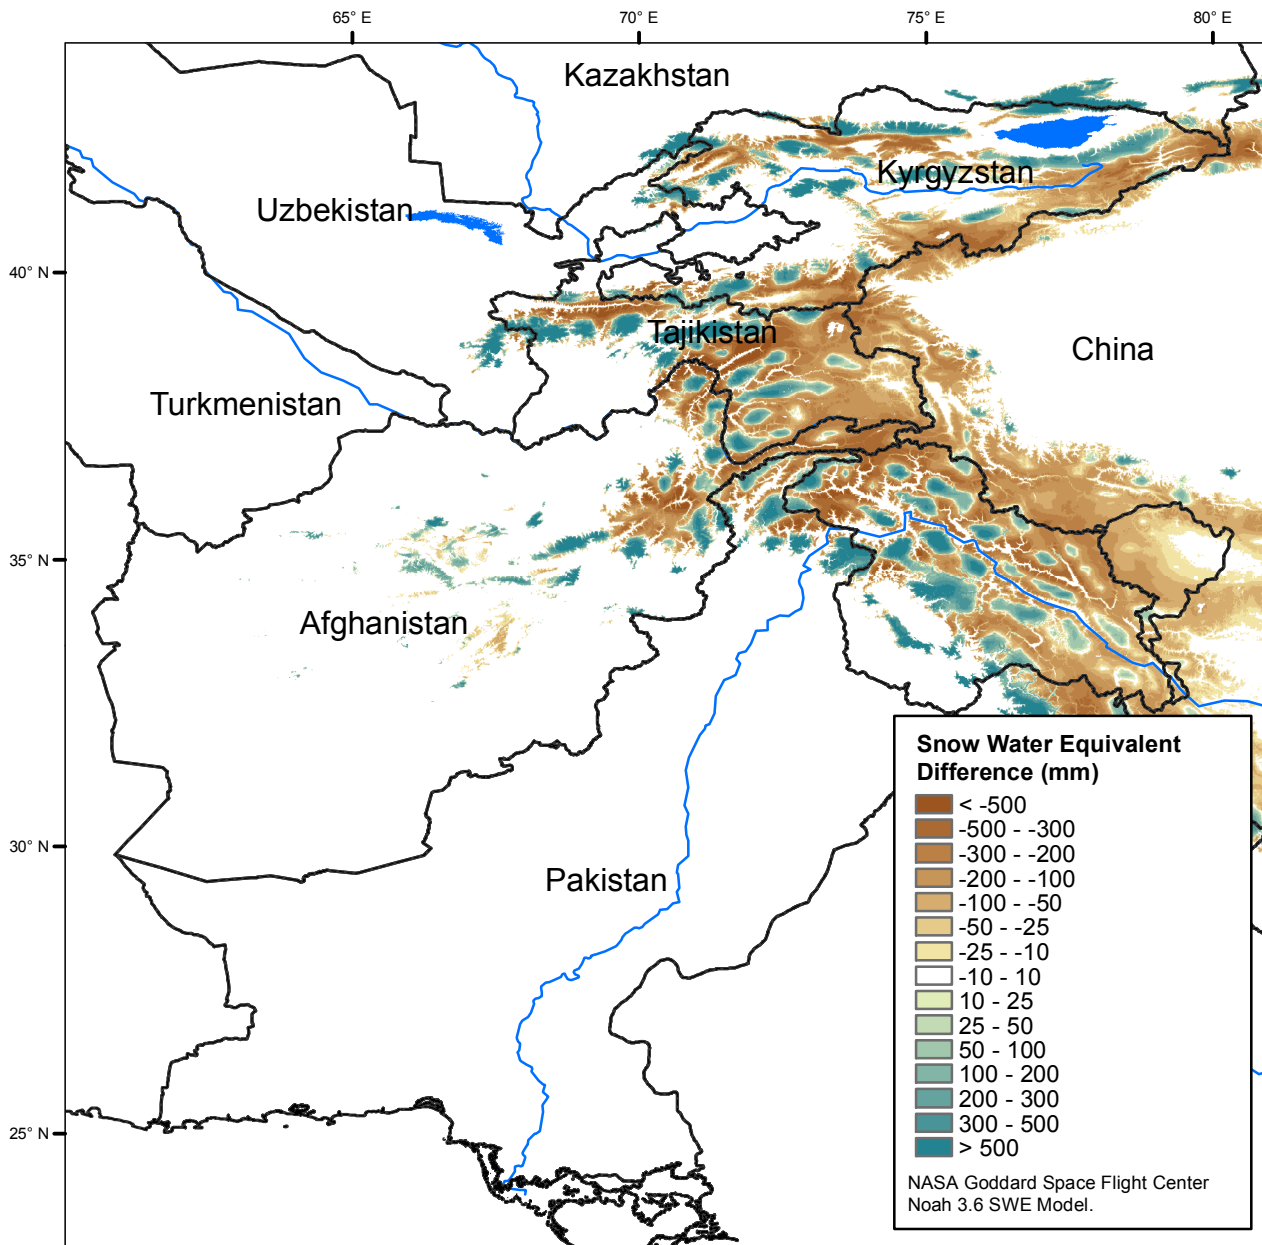 65° E
70° E
75° E
80° E
Kazakhstan
Kyrgyzstan
Uzbekistan
40° N
Tajikistan
China
Turkmenistan
35° N
Afghanistan
30° N
Pakistan
25° N
Snow Water Equivalent
Difference (mm)
< -500
-500 - -300
-300 - -200
-200 - -100
-100 - -50
-50 - -25
-25 - -10
-10 - 10
10 - 25
25 - 50
50 - 100
100 - 200
200 - 300
300 - 500
> 500
NASA Goddard Space Flight Center
Noah 3.6 SWE Model.